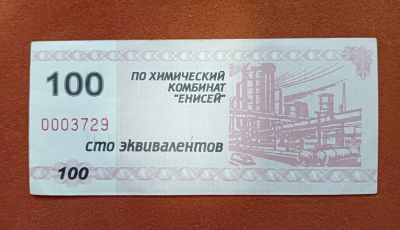 100
ПО ХИМИЧЕСКИЙ
КОМБИНАТ
"ЕНИСЕЙ"
0003729
СТО ЭКВИВАЛЕНТОВ
100